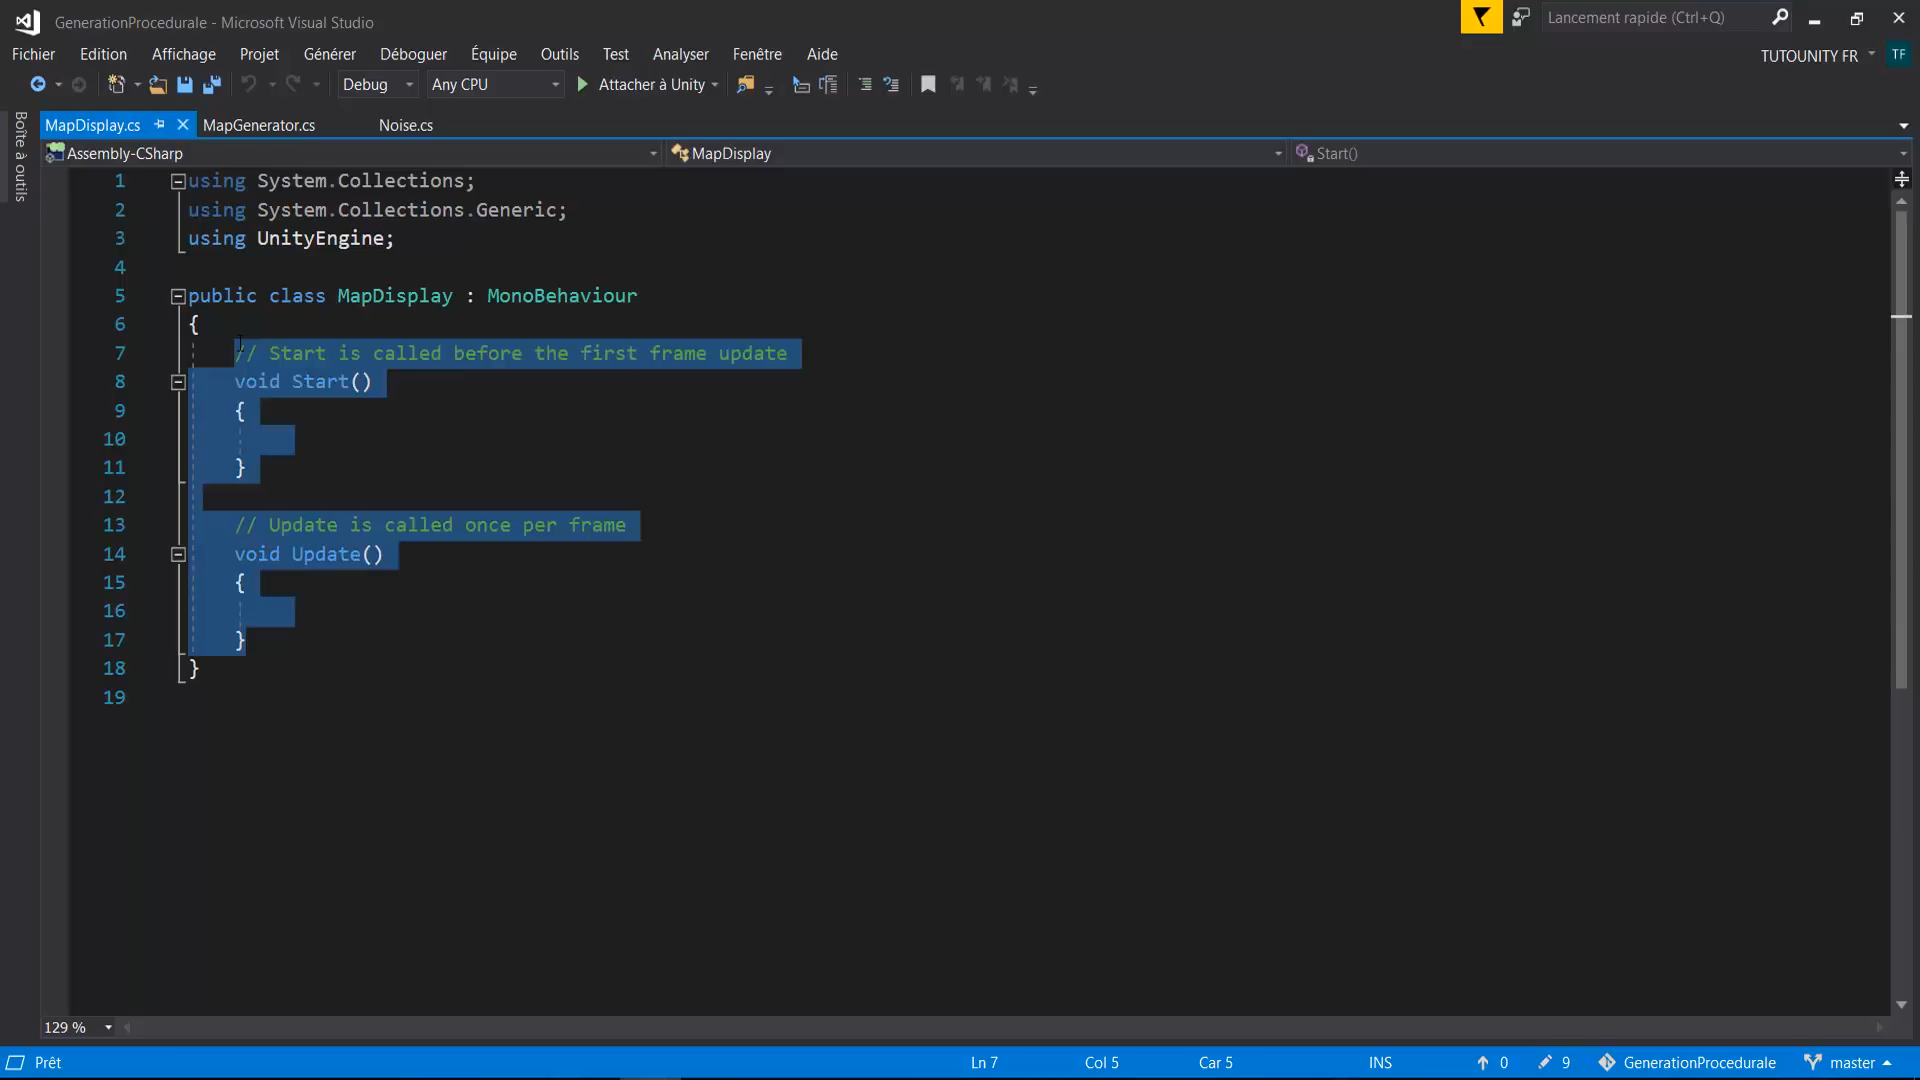 GenerationProcedurale - Microsoft Visual Studio
Lancement rapide (Ctrl+Q)
Fichier Edition Affichage Projet Générer Déboguer Équipe Outils Test Analyser Fenêtre Aide
TUTOUNITY FR TF
Debug Any CPU Attacher à Unity
Boîte à outils
MapDisplay.cs MapGenerator.cs Noise.cs
Assembly-CSharp MapDisplay Start()
1 using System.Collections;
2 using System.Collections.Generic;
3 using UnityEngine;
4
5 public class MapDisplay : MonoBehaviour
6 {
7 // Start is called before the first frame update
8 void Start()
9 {
10
11 }
12
13 // Update is called once per frame
14 void Update()
15 {
16
17 }
18 }
19
129 %
Prêt Ln 7 Col 5 Car 5 INS 0 9 GenerationProcedurale master